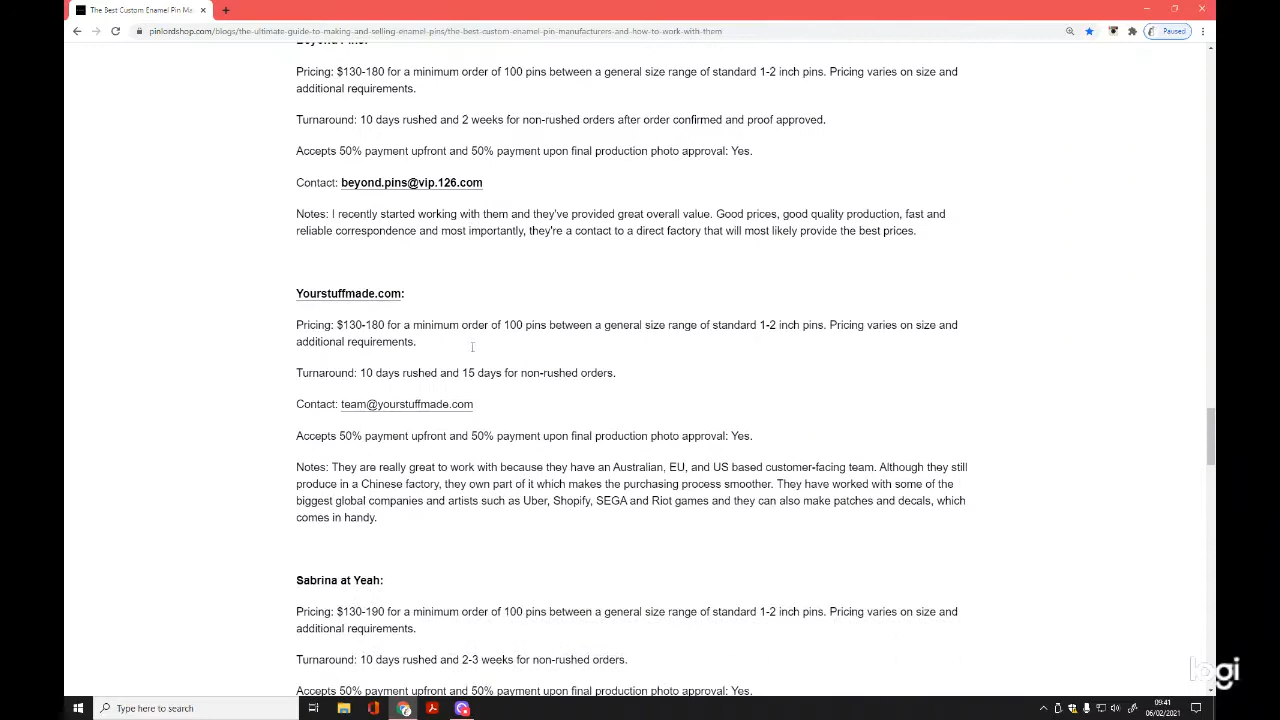 The Best Custom Enamel Pin Ma
pinlordshop.com/blogs/the-ultimate-guide-to-making-and-selling-enamel-pins/the-best-custom-enamel-pin-manufacturers-and-how-to-work-with-them
Paused
Beyond Pins:
Pricing: $130-180 for a minimum order of 100 pins between a general size range of standard 1-2 inch pins. Pricing varies on size and
additional requirements.
Turnaround: 10 days rushed and 2 weeks for non-rushed orders after order confirmed and proof approved.
Accepts 50% payment upfront and 50% payment upon final production photo approval: Yes.
Contact: beyond.pins@vip.126.com
Notes: I recently started working with them and they've provided great overall value. Good prices, good quality production, fast and
reliable correspondence and most importantly, they're a contact to a direct factory that will most likely provide the best prices.
Yourstuffmade.com:
Pricing: $130-180 for a minimum order of 100 pins between a general size range of standard 1-2 inch pins. Pricing varies on size and
additional requirements.
Turnaround: 10 days rushed and 15 days for non-rushed orders.
Contact: team@yourstuffmade.com
Accepts 50% payment upfront and 50% payment upon final production photo approval: Yes.
Notes: They are really great to work with because they have an Australian, EU, and US based customer-facing team. Although they still
produce in a Chinese factory, they own part of it which makes the purchasing process smoother. They have worked with some of the
biggest global companies and artists such as Uber, Shopify, SEGA and Riot games and they can also make patches and decals, which
comes in handy.
Sabrina at Yeah:
Pricing: $130-190 for a minimum order of 100 pins between a general size range of standard 1-2 inch pins. Pricing varies on size and
additional requirements.
Turnaround: 10 days rushed and 2-3 weeks for non-rushed orders.
Accepts 50% payment upfront and 50% payment upon final production photo approval: Yes.
logi
Type here to search
09:41
06/02/2021